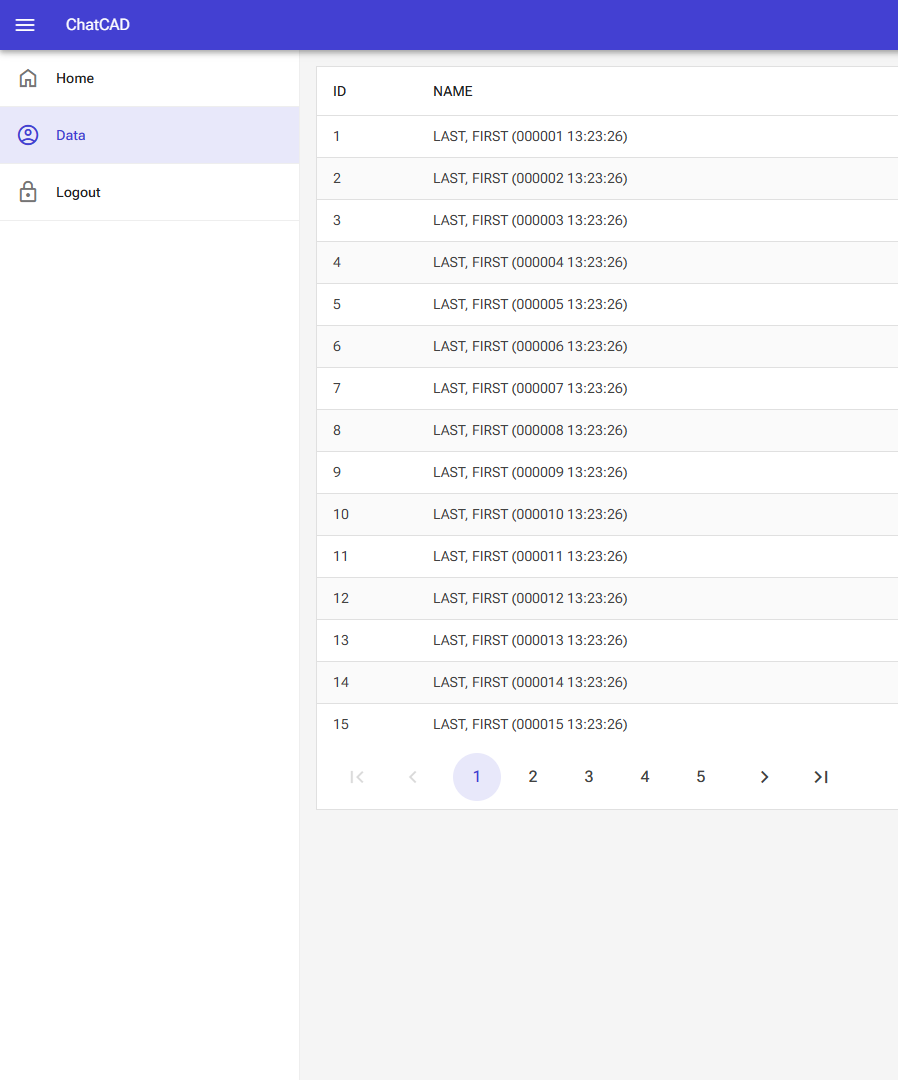 ChatCAD
Home
Data
Logout
ID NAME
1 LAST, FIRST (000001 13:23:26)
2 LAST, FIRST (000002 13:23:26)
3 LAST, FIRST (000003 13:23:26)
4 LAST, FIRST (000004 13:23:26)
5 LAST, FIRST (000005 13:23:26)
6 LAST, FIRST (000006 13:23:26)
7 LAST, FIRST (000007 13:23:26)
8 LAST, FIRST (000008 13:23:26)
9 LAST, FIRST (000009 13:23:26)
10 LAST, FIRST (000010 13:23:26)
11 LAST, FIRST (000011 13:23:26)
12 LAST, FIRST (000012 13:23:26)
13 LAST, FIRST (000013 13:23:26)
14 LAST, FIRST (000014 13:23:26)
15 LAST, FIRST (000015 13:23:26)
1 2 3 4 5